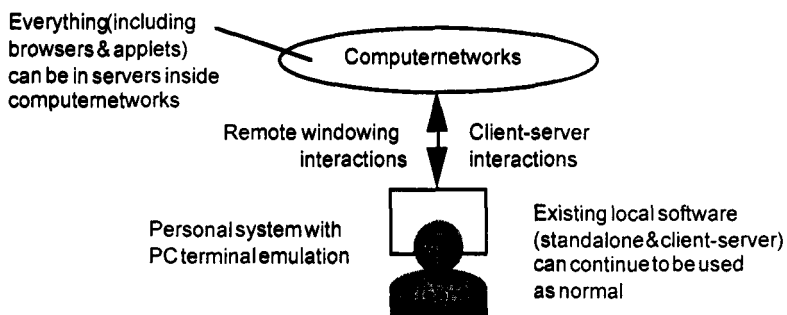 Everything(including
browsers & applets)
can be in servers inside
computernetworks
Computernetworks
Remote windowing
interactions
Client-server
interactions
Personal system with
PC terminal emulation
Existing local software
(standalone & client-server)
can continue to be used
as normal